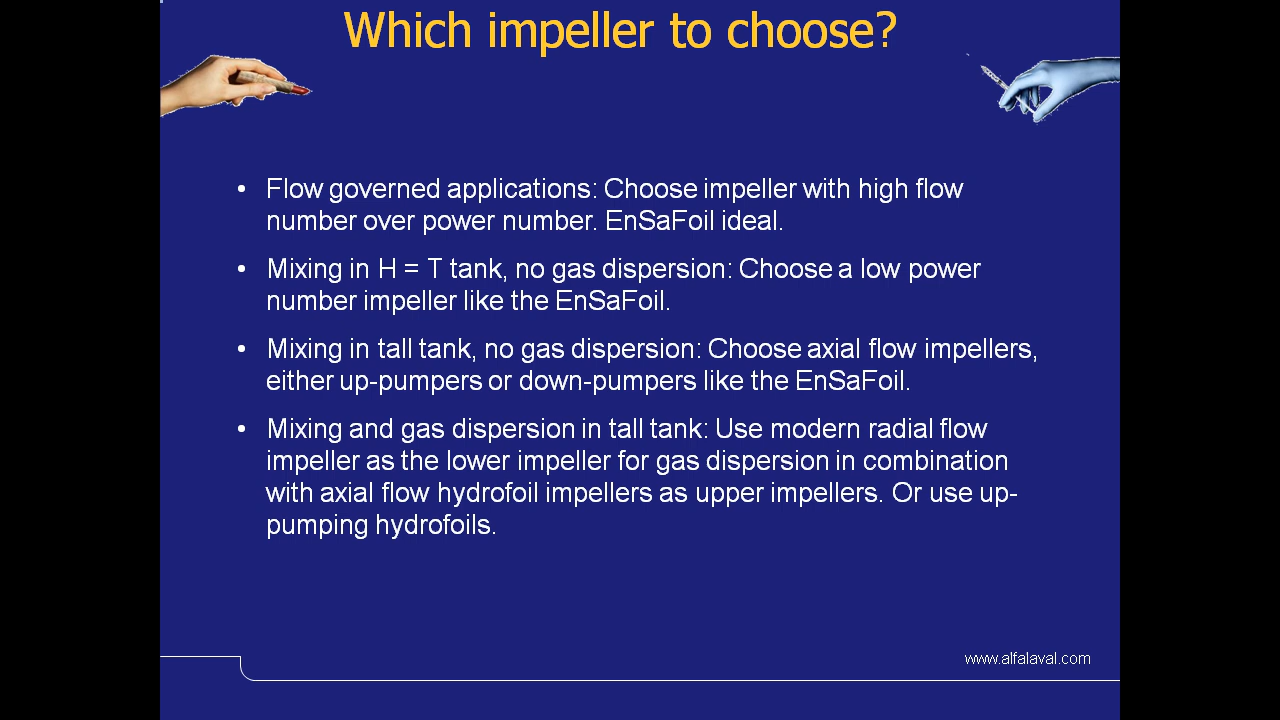 Which impeller to choose?
• Flow governed applications: Choose impeller with high flow
number over power number. EnSaFoil ideal.
• Mixing in H = T tank, no gas dispersion: Choose a low power
number impeller like the EnSaFoil.
• Mixing in tall tank, no gas dispersion: Choose axial flow impellers,
either up-pumpers or down-pumpers like the EnSaFoil.
• Mixing and gas dispersion in tall tank: Use modern radial flow
impeller as the lower impeller for gas dispersion in combination
with axial flow hydrofoil impellers as upper impellers. Or use up-
pumping hydrofoils.
www.alfalaval.com